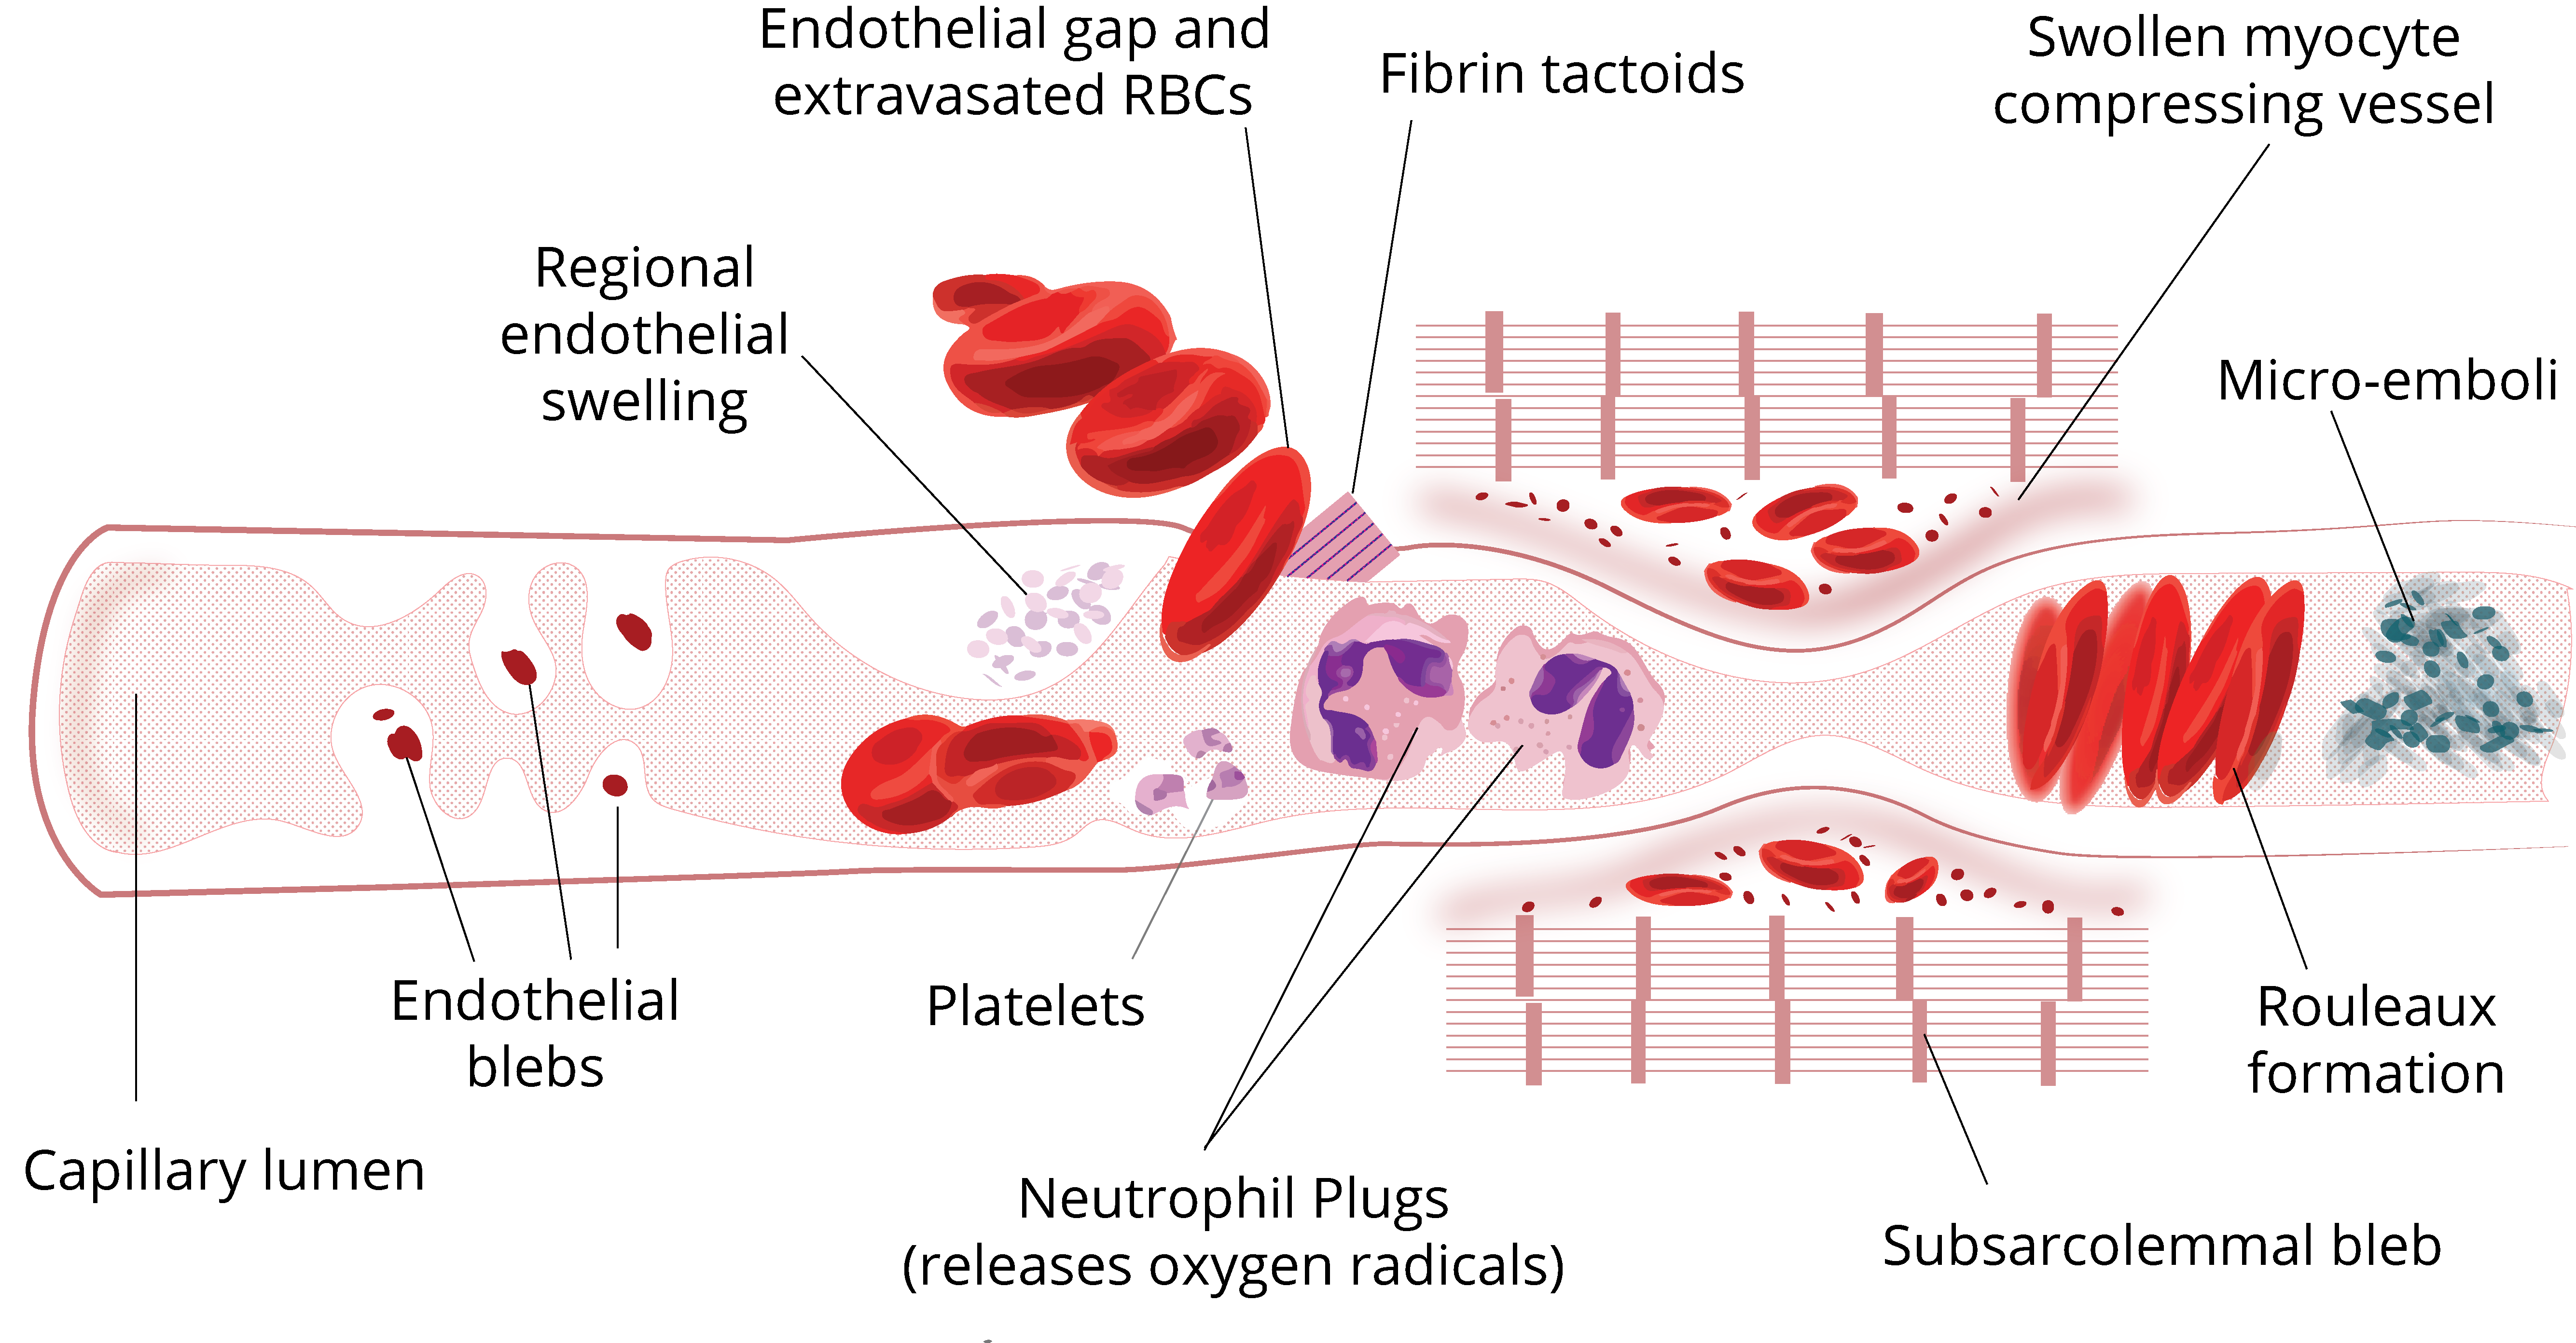 Endothelial gap and
extravasated RBCs
Fibrin tactoids
Swollen myocyte
compressing vessel
Regional
endothelial
swelling
Micro-emboli
Endothelial
blebs
Platelets
Rouleaux
formation
Capillary lumen
Neutrophil Plugs
(releases oxygen radicals)
Subsarcolemmal bleb